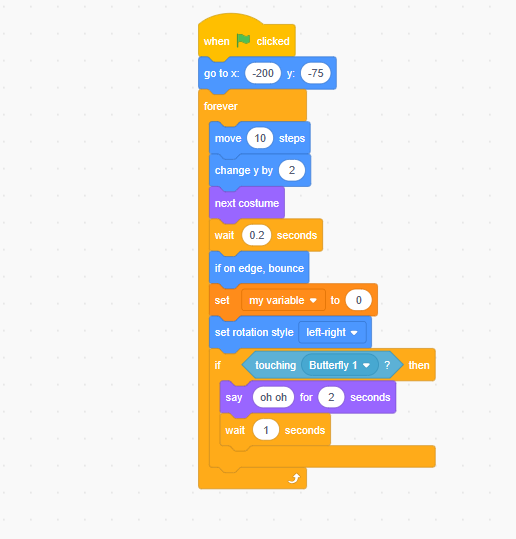 when clicked
go to x: -200 y: -75
forever
move 10 steps
change y by 2
next costume
wait 0.2 seconds
if on edge, bounce
set my variable to 0
set rotation style left-right
if touching Butterfly 1 ? then
say oh oh for 2 seconds
wait 1 seconds